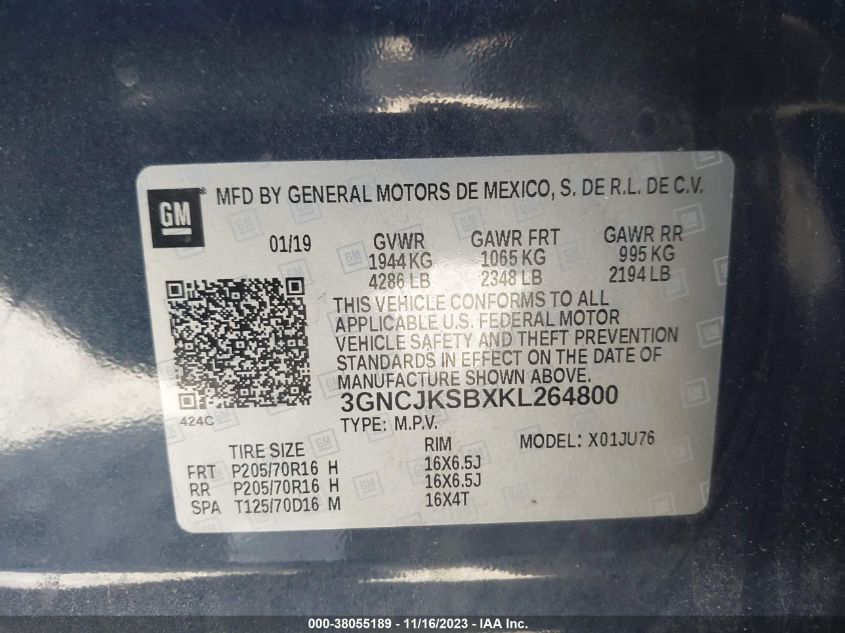 GM ® MFD BY GENERAL MOTORS DE MEXICO, S. DE R.L. DE C.V.
01/19 GVWR GAWR FRT GAWR RR
1944 KG 1065 KG 995 KG
4286 LB 2348 LB 2194 LB
THIS VEHICLE CONFORMS TO ALL
APPLICABLE U.S. FEDERAL MOTOR
VEHICLE SAFETY AND THEFT PREVENTION
STANDARDS IN EFFECT ON THE DATE OF
MANUFACTURE SHOWN ABOVE.
3GNCJKSBXKL264800
424C
TYPE: M.P.V. MODEL: X01JU76
TIRE SIZE RIM
FRT P205/70R16 H 16X6.5J
RR P205/70R16 H 16X6.5J
SPA T125/70D16 M 16X4T
000-38055189 - 11/16/2023 - IAA Inc.